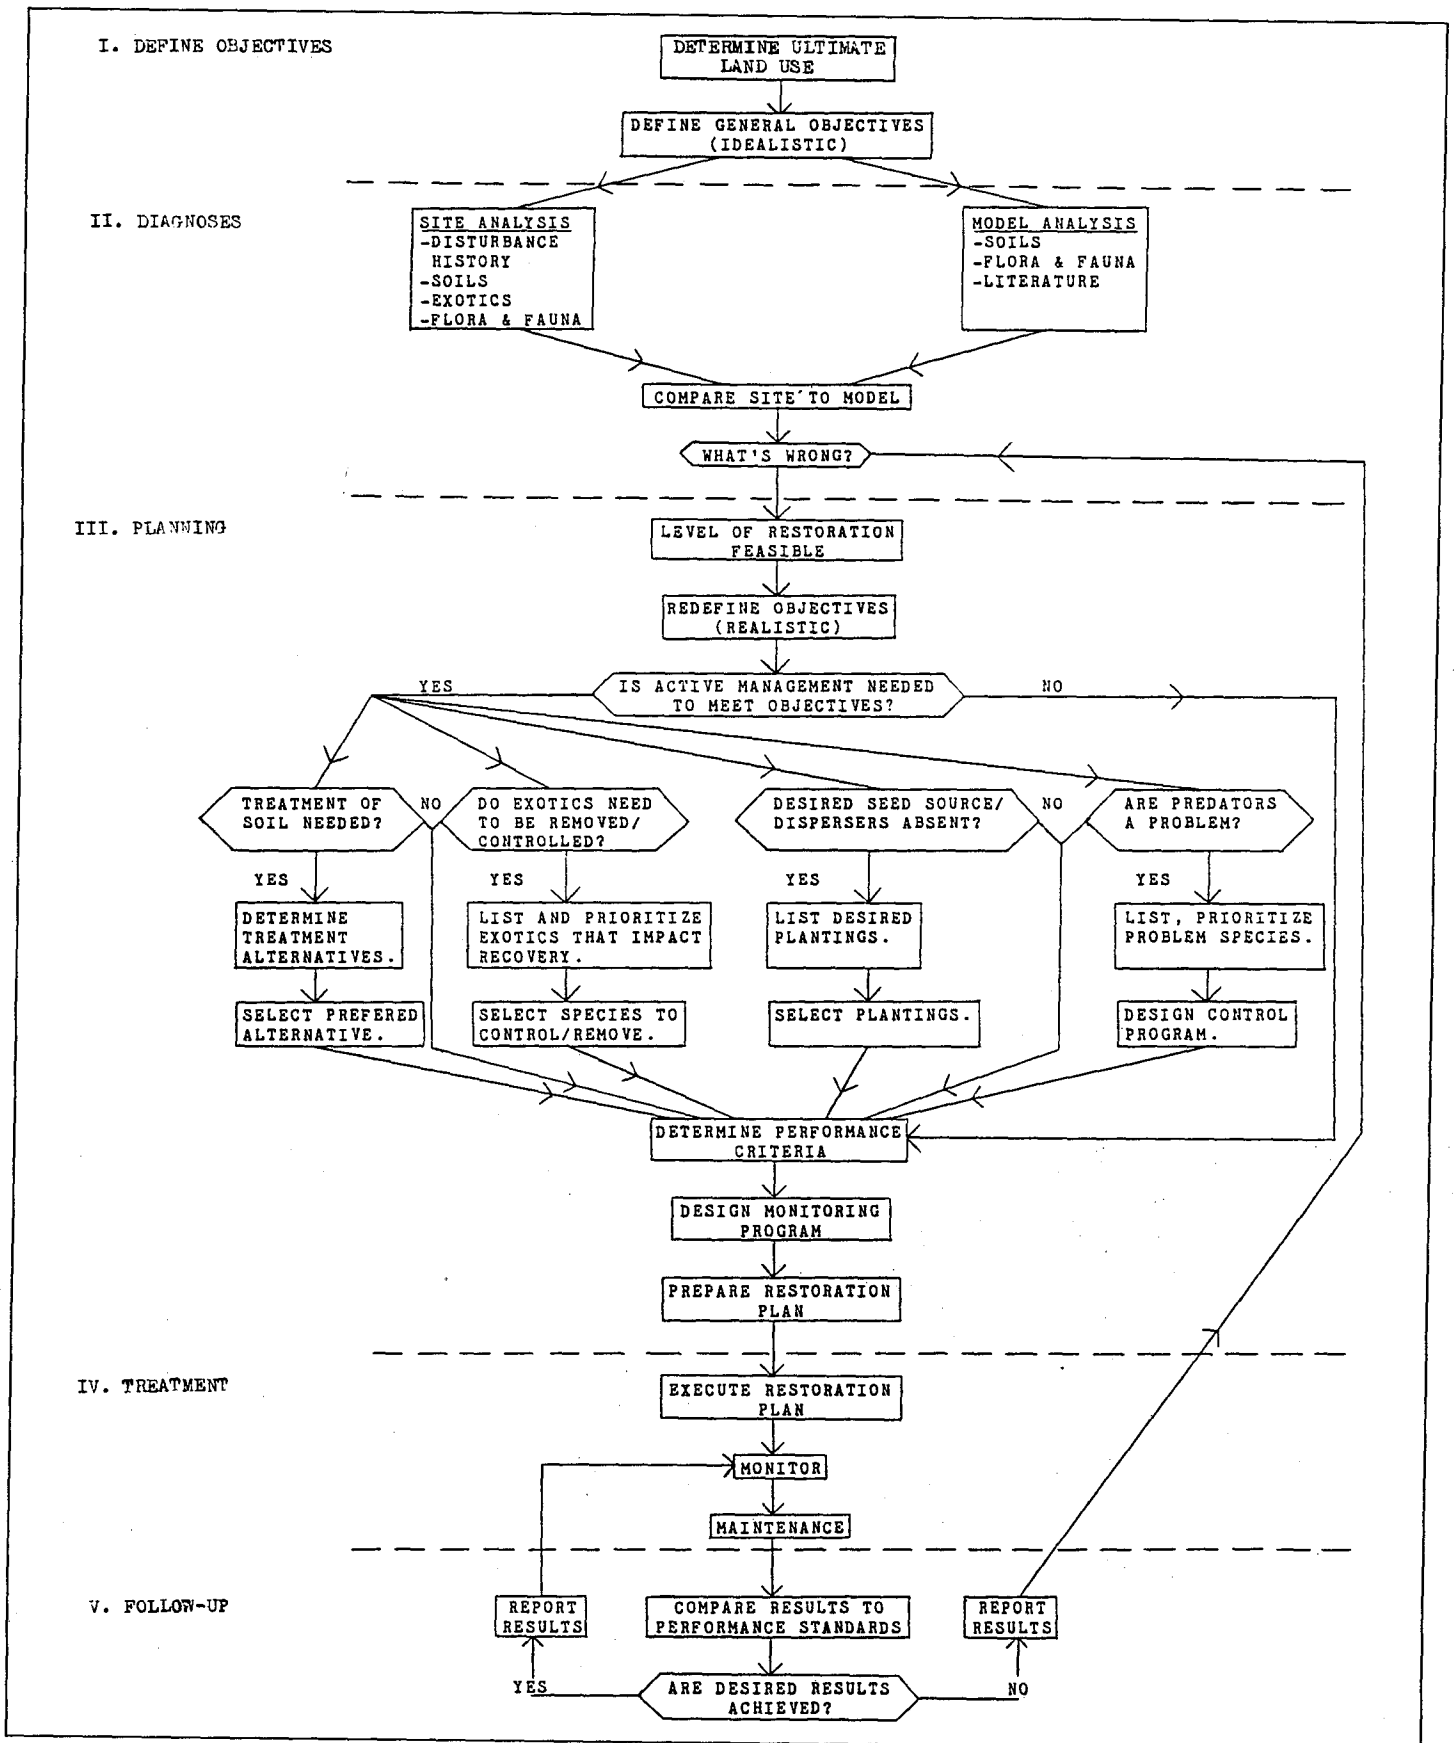 I. DEFINE OBJECTIVES
DETERMINE ULTIMATE
LAND USE
DEFINE GENERAL OBJECTIVES
(IDEALISTIC)
II. DIAGNOSES
SITE ANALYSIS
-DISTURBANCE
HISTORY
-SOILS
-EXOTICS
-FLORA & FAUNA
MODEL ANALYSIS
-SOILS
-FLORA & FAUNA
-LITERATURE
COMPARE SITE TO MODEL
WHAT'S WRONG?
III. PLANNING
LEVEL OF RESTORATION
FEASIBLE
REDEFINE OBJECTIVES
(REALISTIC)
YES
IS ACTIVE MANAGEMENT NEEDED
TO MEET OBJECTIVES?
NO
TREATMENT OF
SOIL NEEDED?
NO
DO EXOTICS NEED
TO BE REMOVED/
CONTROLLED?
DESIRED SEED SOURCE/
DISPERSERS ABSENT?
NO
ARE PREDATORS
A PROBLEM?
YES
YES
YES
YES
DETERMINE
TREATMENT
ALTERNATIVES.
LIST AND PRIORITIZE
EXOTICS THAT IMPACT
RECOVERY.
LIST DESIRED
PLANTINGS.
LIST, PRIORITIZE
PROBLEM SPECIES.
SELECT PREFERED
ALTERNATIVE.
SELECT SPECIES TO
CONTROL/REMOVE.
SELECT PLANTINGS.
DESIGN CONTROL
PROGRAM.
DETERMINE PERFORMANCE
CRITERIA
DESIGN MONITORING
PROGRAM
PREPARE RESTORATION
PLAN
IV. TREATMENT
EXECUTE RESTORATION
PLAN
MONITOR
MAINTENANCE
V. FOLLOW-UP
REPORT
RESULTS
COMPARE RESULTS TO
PERFORMANCE STANDARDS
REPORT
RESULTS
YES
ARE DESIRED RESULTS
ACHIEVED?
NO